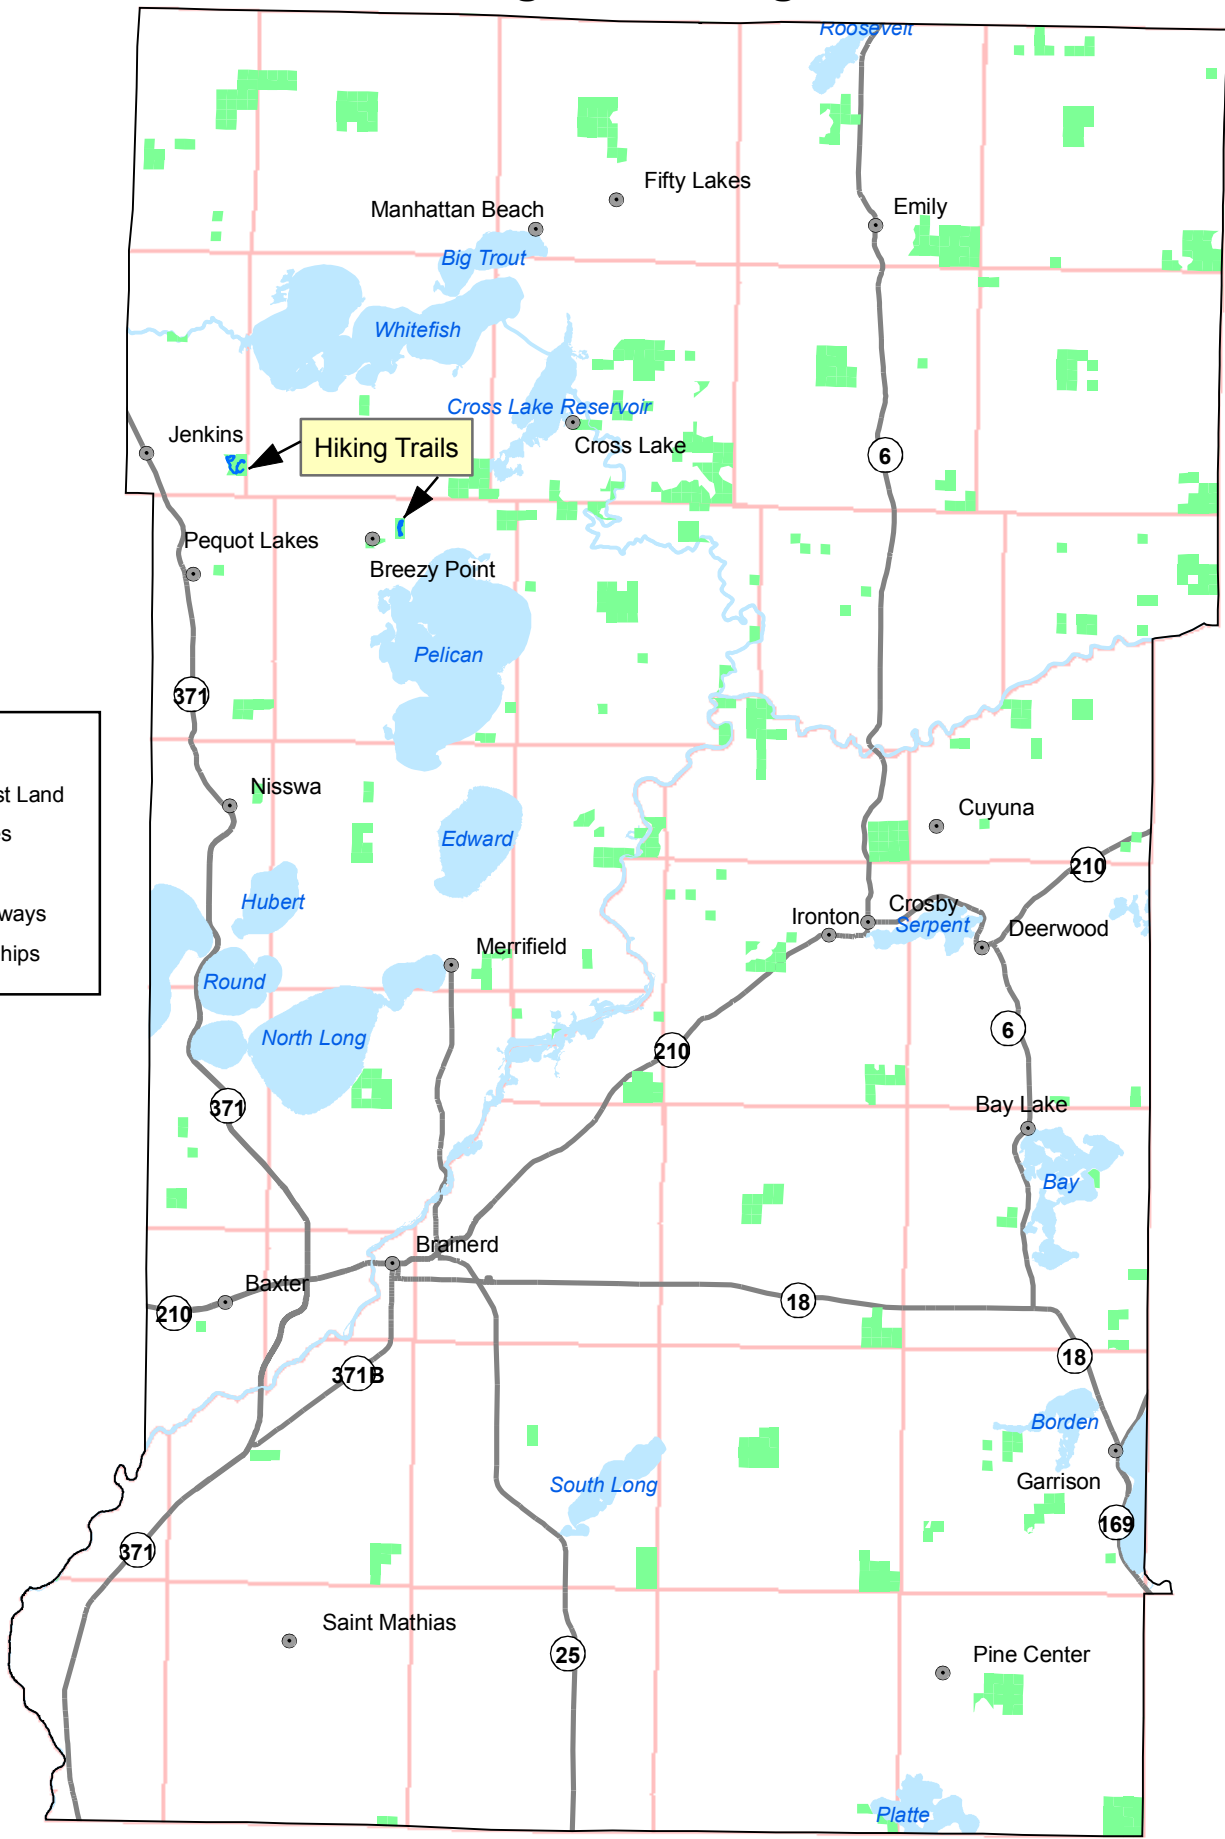 Roosevelt
Fifty Lakes
Manhattan Beach
Emily
Big Trout
Whitefish
Cross Lake Reservoir
Jenkins
Hiking Trails
Cross Lake
6
Pequot Lakes
Breezy Point
Pelican
371
st Land
s
ways
hips
Nisswa
Cuyuna
Edward
210
Hubert
Crosby
Ironton
Serpent
Deerwood
Merrifield
Round
North Long
6
210
371
Bay Lake
Bay
Brainerd
Baxter
210
18
371B
18
Borden
South Long
Garrison
169
371
Saint Mathias
25
Pine Center
Platte